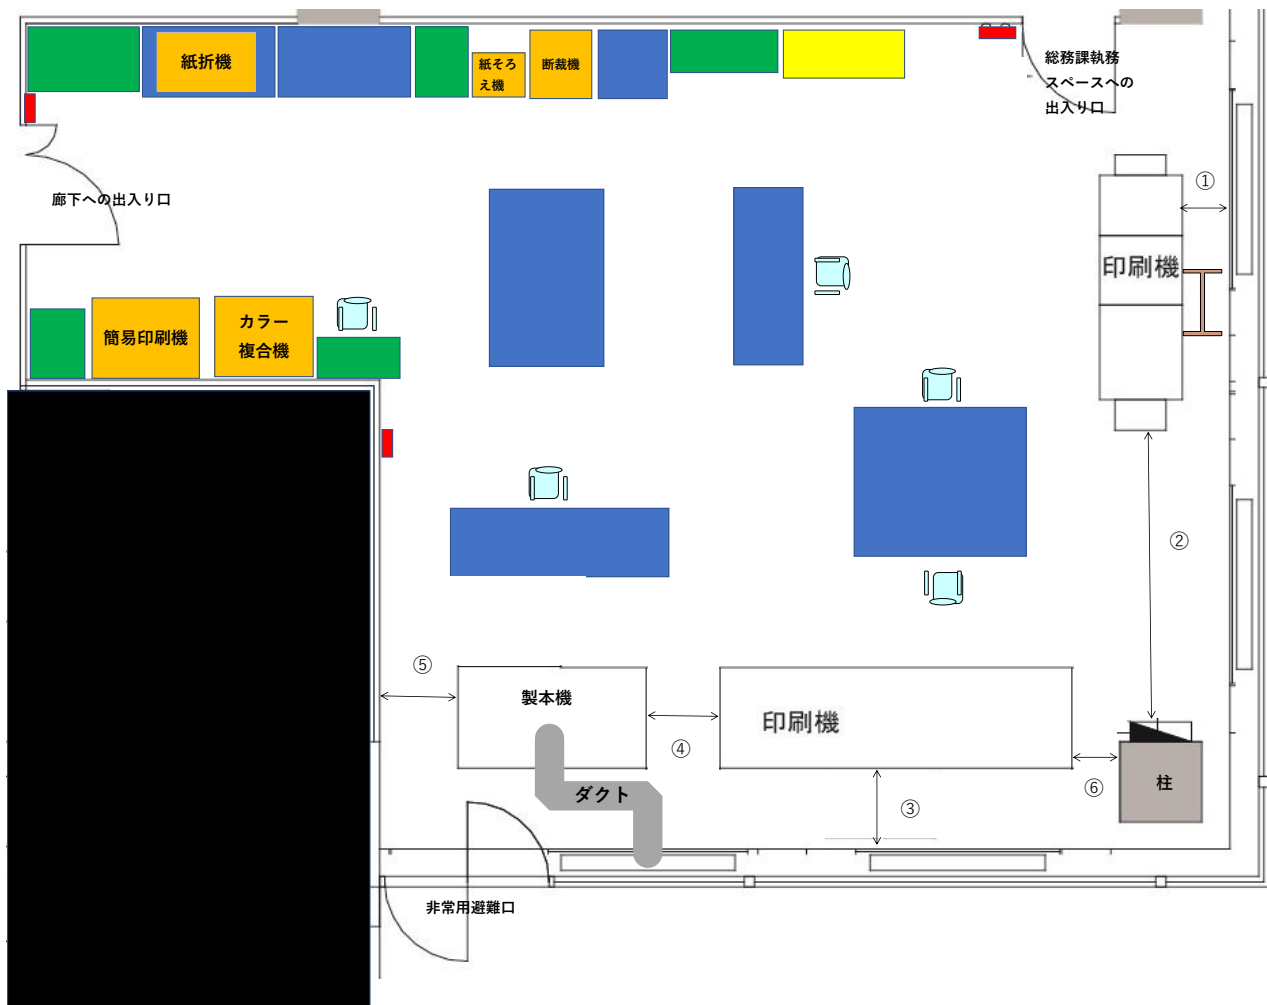 紙折機
紙そろ
え機
断裁機
総務課執務
スペースへの
出入り口
廊下への出入り口
①
印刷機
簡易印刷機
カラー
複合機
②
⑤
製本機
印刷機
④
ダクト
③
⑥
柱
非常用避難口